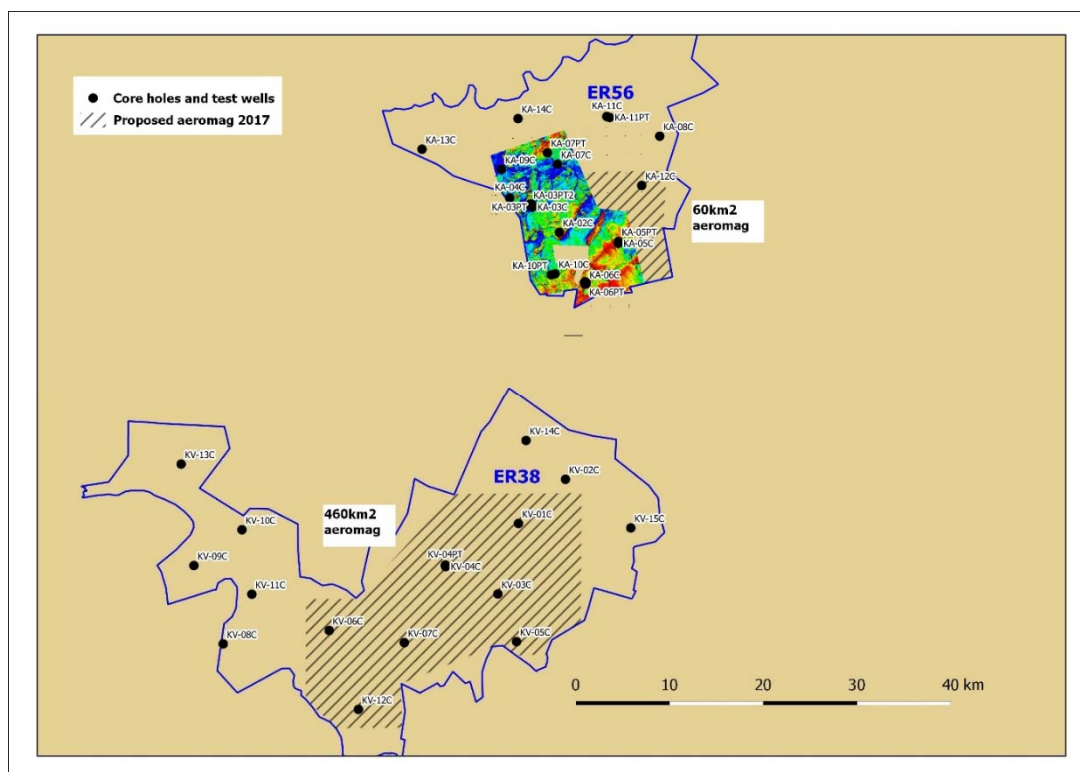 Core holes and test wells
Proposed aeromag 2017
ER56
KA-14C
KA-11C
KA-11PT
KA-08C
KA-13C
KA-07PT
KA-07C
KA-09C
KA-12C
KA-04C
KA-03PT2
KA-03PT
KA-03C
60km2
aeromag
KA-02C
KA-05PT
KA-05C
KA-10PT
KA-10C
KA-06C
KA-06PT
KV-14C
KV-13C
ER38
KV-02C
460km2
aeromag
KV-01C
KV-15C
KV-10C
KV-04PT
KV-04C
KV-09C
KV-11C
KV-03C
KV-06C
KV-07C
KV-05C
KV-08C
KV-12C
0 10 20 30 40 km